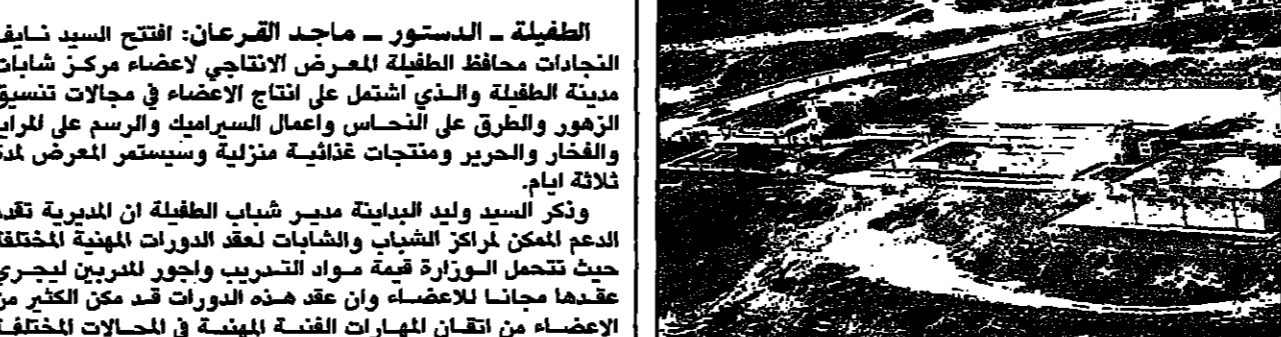 الطفيلة ــ الدستور ــ ماجد القرعان: افتتح السيد نايف
النجادات محافظ الطفيلة المعرض الانتاجي لاعضاء مركز شابات
مدينة الطفيلة والذي اشتمل على انتاج الاعضاء في مجالات تنسيق
الزهور والطرق على النحاس واعمال السيراميك والرسم على المرايا
والفخار والحرير ومنتجات غذائية منزلية وسيستمر المعرض لمدة
ثلاثة ايام.
وذكر السيد وليد البداينة مدير شباب الطفيلة ان المديرية تقدم
الدعم الممكن لمراكز الشباب والشابات لعقد الدورات المهنية المختلفة
حيث تتحمل الوزارة قيمة مواد التدريب واجور المدربين ليجري
عقدها مجانا للاعضاء وان عقد هذه الدورات قد مكن الكثير من
الاعضاء من اتقان المهارات الفنية المهنية في المجالات المختلفة